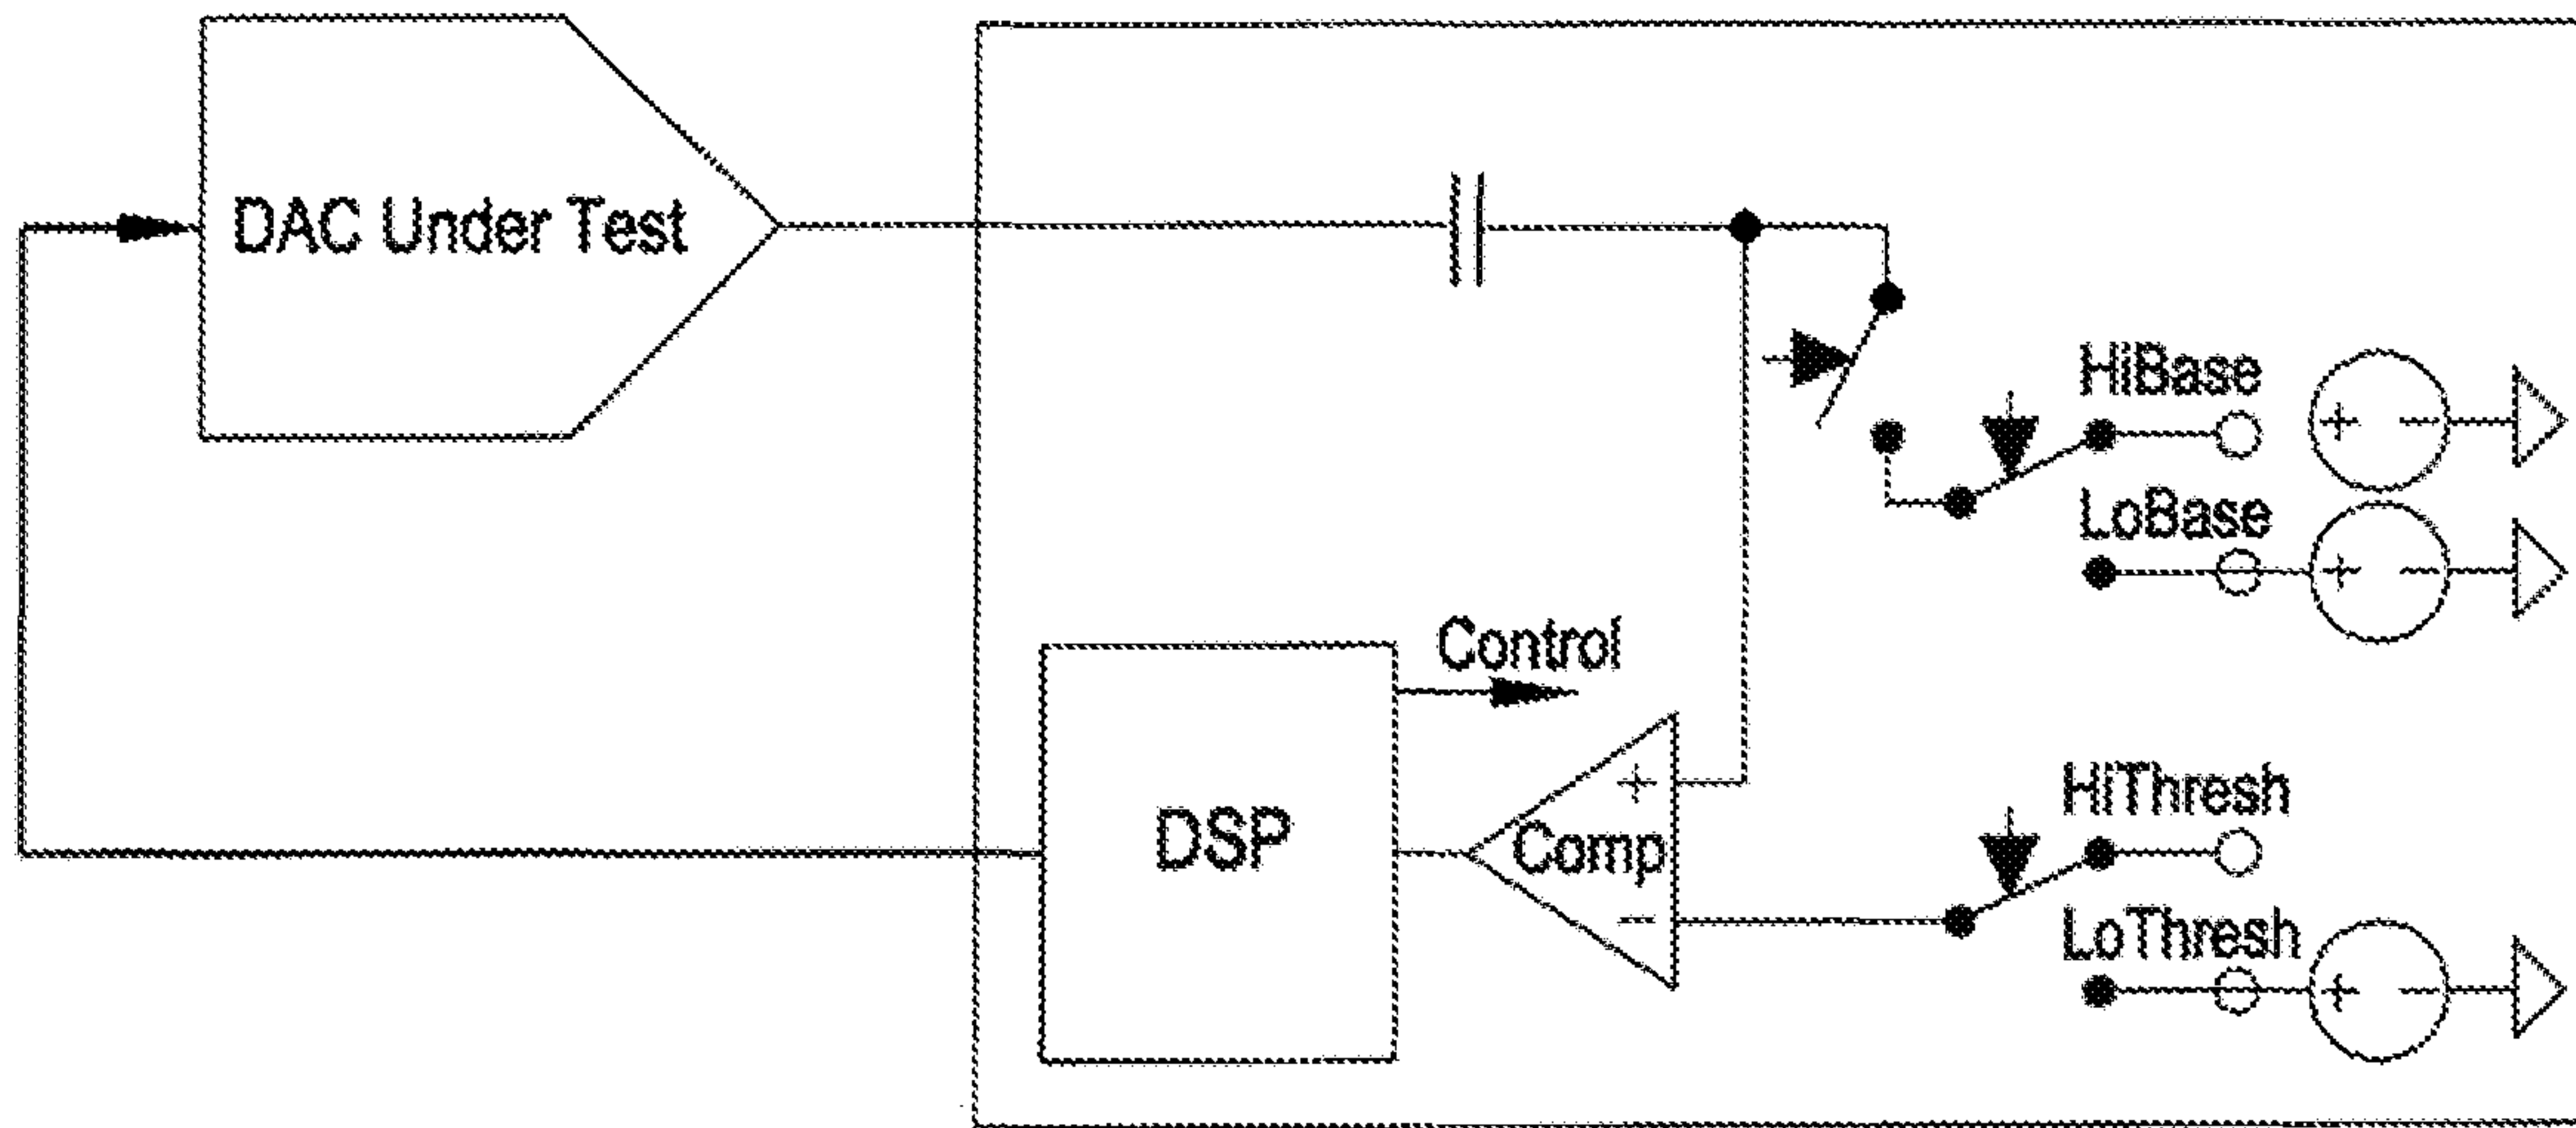 DAC Under Test
HiBase
+ −
LoBase
+ −
Control
+
HiThresh
DSP
Comp
−
LoThresh
+ −